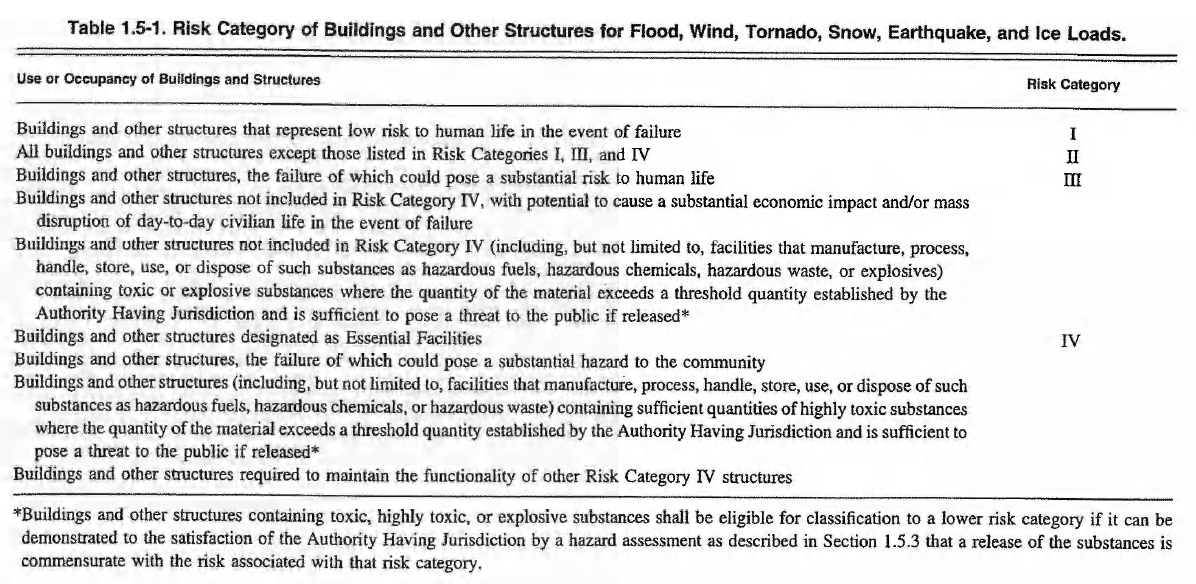 Table 1.5-1. Risk Category of Buildings and Other Structures for Flood, Wind, Tornado, Snow, Earthquake, and Ice Loads.
Use or Occupancy of Buildings and Structures Risk Category
Buildings and other structures that represent low risk to human life in the event of failure I
All buildings and other structures except those listed in Risk Categories I, III, and IV II
Buildings and other structures, the failure of which could pose a substantial risk to human life III
Buildings and other structures not included in Risk Category IV, with potential to cause a substantial economic impact and/or mass
disruption of day-to-day civilian life in the event of failure
Buildings and other structures not included in Risk Category IV (including, but not limited to, facilities that manufacture, process,
handle, store, use, or dispose of such substances as hazardous fuels, hazardous chemicals, hazardous waste, or explosives)
containing toxic or explosive substances where the quantity of the material exceeds a threshold quantity established by the
Authority Having Jurisdiction and is sufficient to pose a threat to the public if released*
Buildings and other structures designated as Essential Facilities IV
Buildings and other structures, the failure of which could pose a substantial hazard to the community
Buildings and other structures (including, but not limited to, facilities that manufacture, process, handle, store, use, or dispose of such
substances as hazardous fuels, hazardous chemicals, or hazardous waste) containing sufficient quantities of highly toxic substances
where the quantity of the material exceeds a threshold quantity established by the Authority Having Jurisdiction and is sufficient to
pose a threat to the public if released*
Buildings and other structures required to maintain the functionality of other Risk Category IV structures
*Buildings and other structures containing toxic, highly toxic, or explosive substances shall be eligible for classification to a lower risk category if it can be
demonstrated to the satisfaction of the Authority Having Jurisdiction by a hazard assessment as described in Section 1.5.3 that a release of the substances is
commensurate with the risk associated with that risk category.